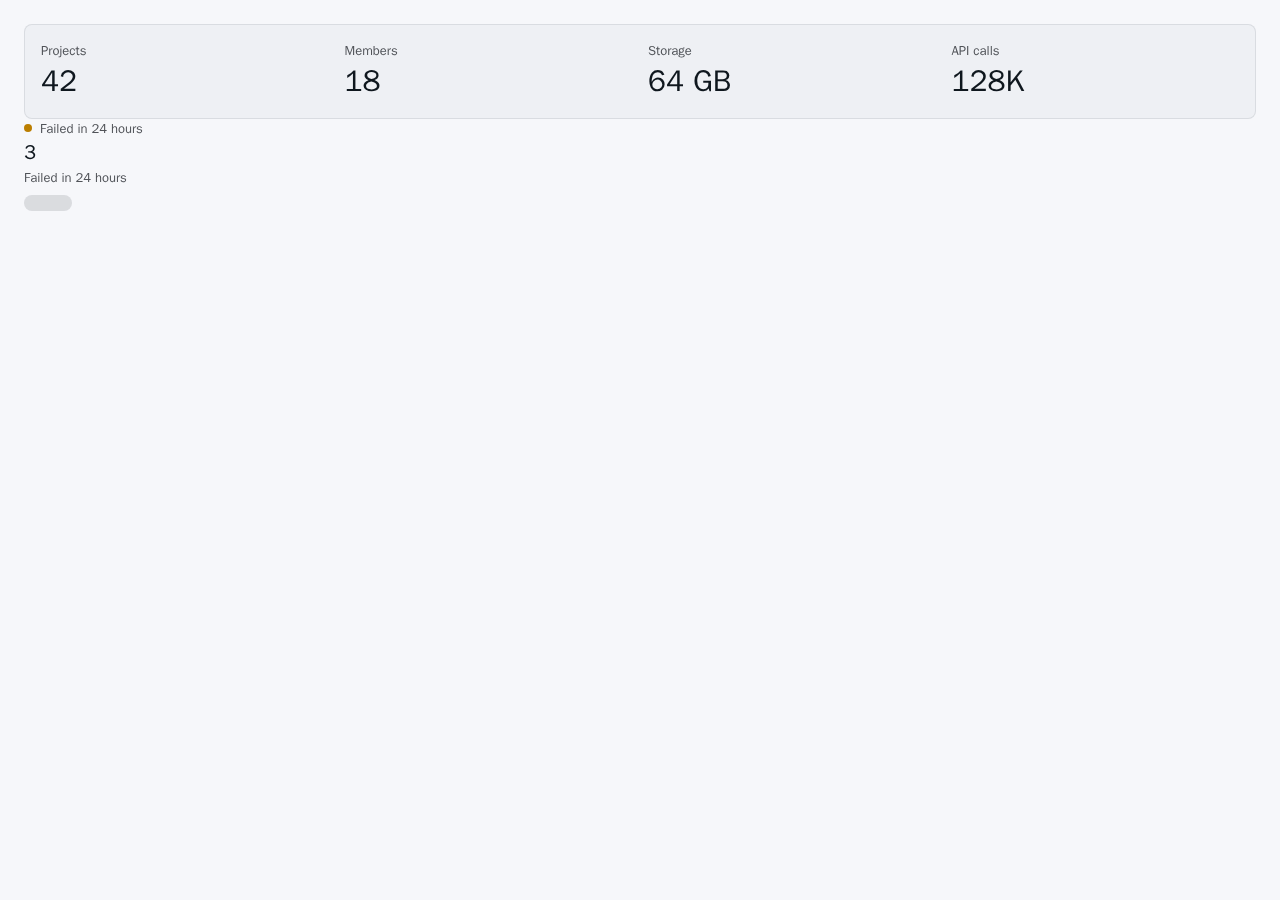 Projects
42
Members
18
Storage
64 GB
API calls
128K
Failed in 24 hours
3
Failed in 24 hours